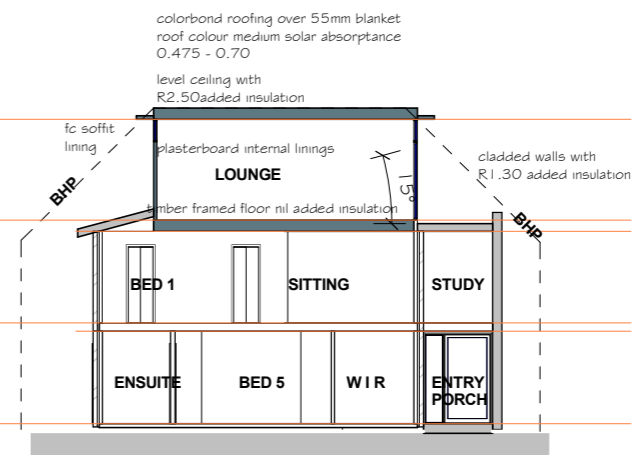 colorbond roofing over 55mm blanket
roof colour medium solar absorptance
0.475 - 0.70
level ceiling with
R2.50added insulation
fc soffit
lining
plasterboard internal linings
cladded walls with
R1.30 added insulation
LOUNGE
15°
BHP
timber framed floor nil added insulation
BHP
BED 1
SITTING
STUDY
ENSUITE
BED 5
W I R
ENTRY
PORCH